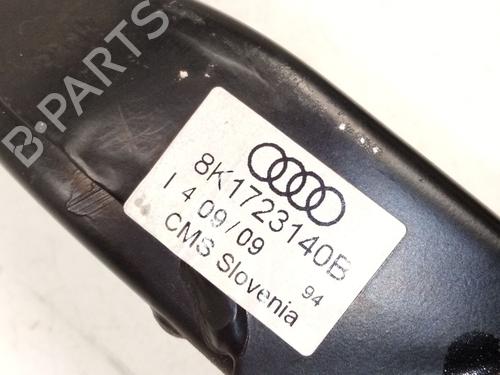 B-PARTS
8K1723140B
I 4 09/09 94
CMS Slovenia